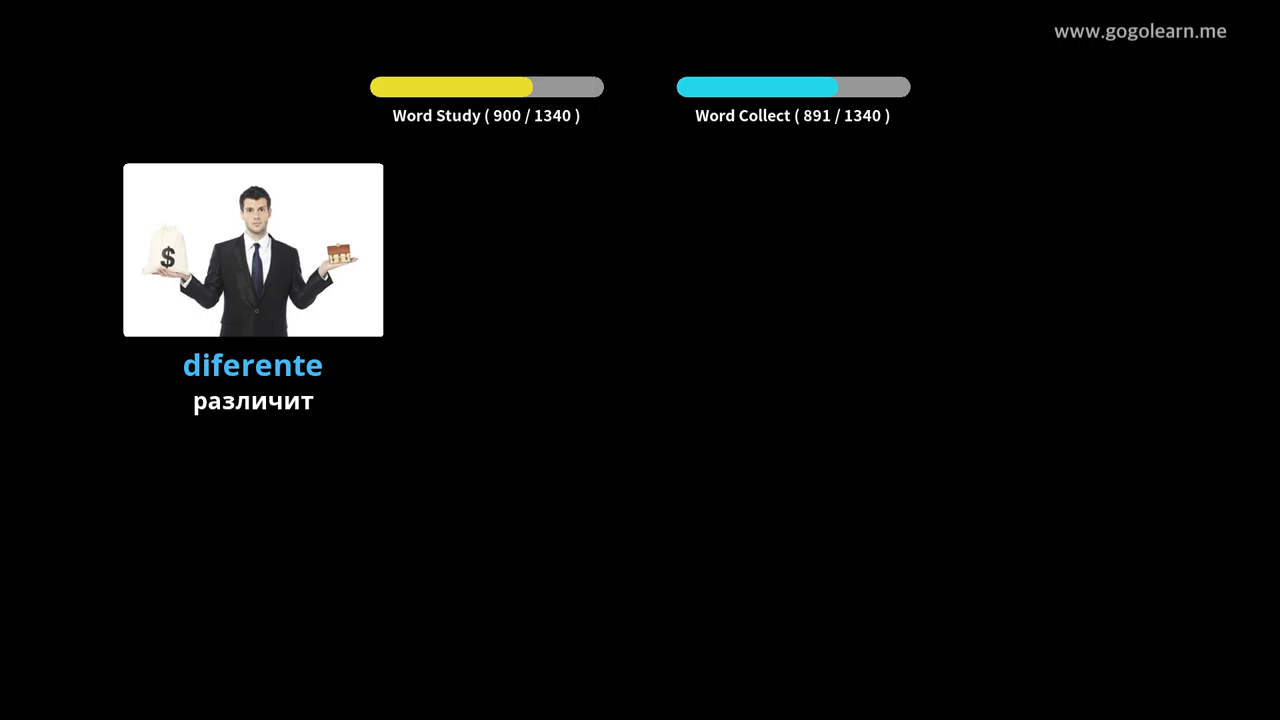 www.gogolearn.me
Word Study ( 900 / 1340 )
Word Collect ( 891 / 1340 )
$
diferente
различит